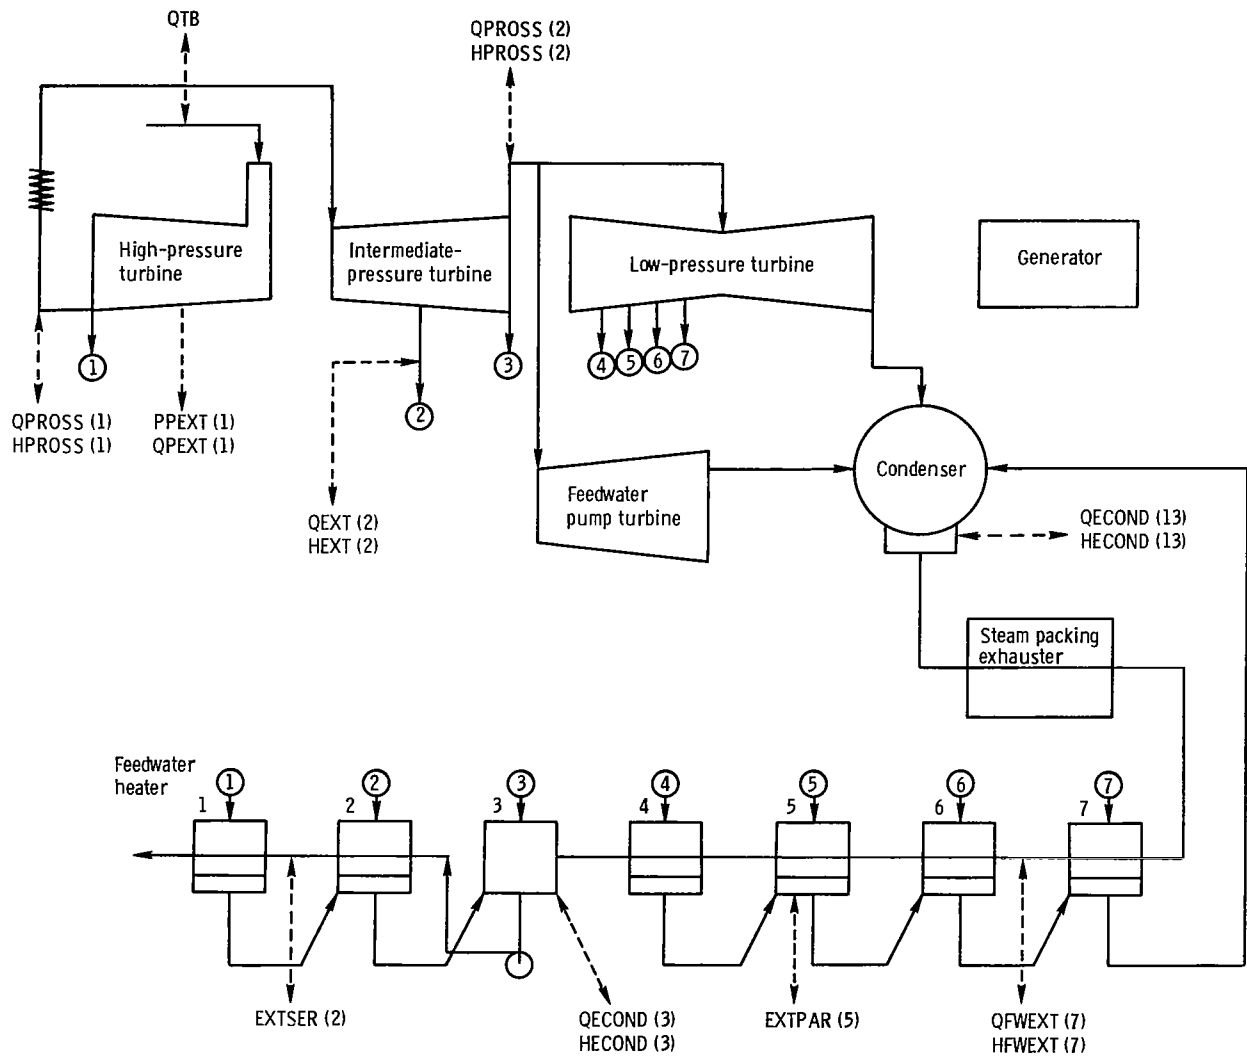 QTB
QPROSS (2)
HPROSS (2)
High-pressure
turbine
Intermediate-
pressure turbine
Low-pressure turbine
Generator
1
2
3
4
5
6
7
QPROSS (1)
HPROSS (1)
PPEXT (1)
QPEXT (1)
QEXT (2)
HEXT (2)
Feedwater
pump turbine
Condenser
QECOND (13)
HECOND (13)
Steam packing
exhauster
Feedwater
heater
1
2
3
4
5
6
7
1
2
3
4
5
6
7
EXTSER (2)
QECOND (3)
HECOND (3)
EXTPAR (5)
QFWEXT (7)
HFWEXT (7)